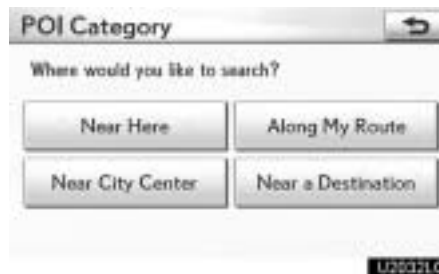 POI Category
Where would you like to search?
Near Here
Along My Route
Near City Center
Near a Destination